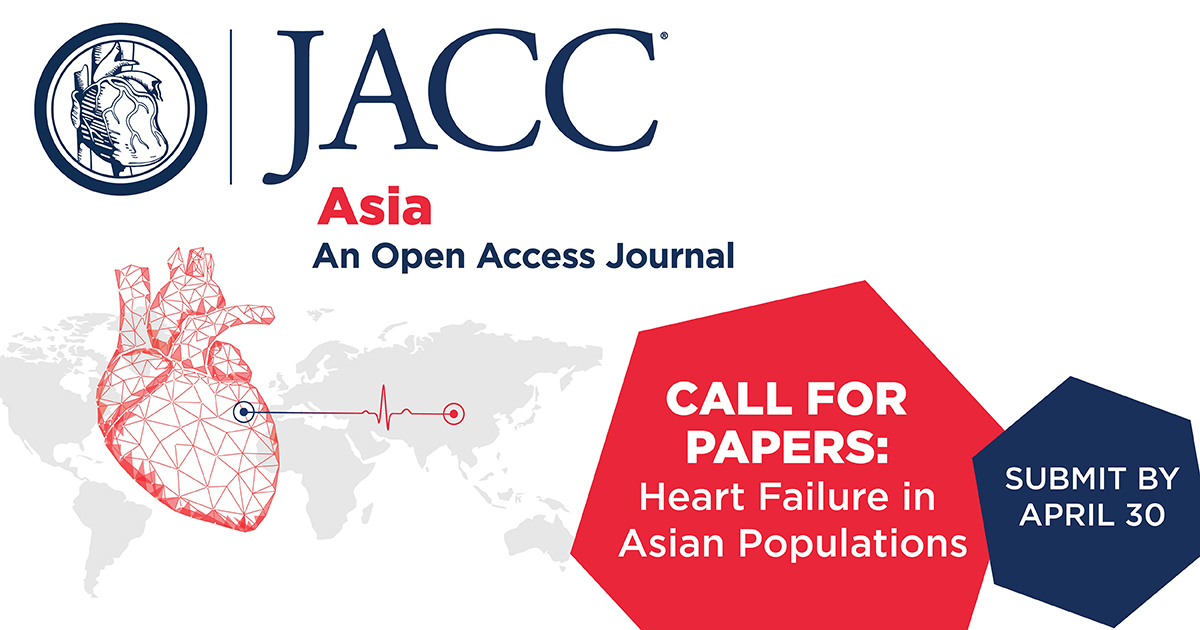 JACC®
Asia
An Open Access Journal
CALL FOR
PAPERS:
Heart Failure in
Asian Populations
SUBMIT BY
APRIL 30